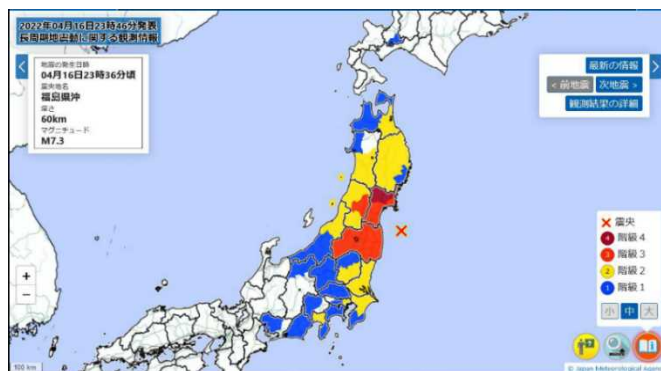 2022年04月16日23時46分発表
長周期地震動に関する観測情報
地震の発生日時
04月16日23時36分頃
震央地名
福島県沖
深さ
60km
マグニチュード
M7.3
最新の情報
< 前地震
次地震 >
観測結果の詳細
震央
4 階級4
3 階級3
2 階級2
1 階級1
小 中 大
+
−
100 km
© Japan Meteorological Agency